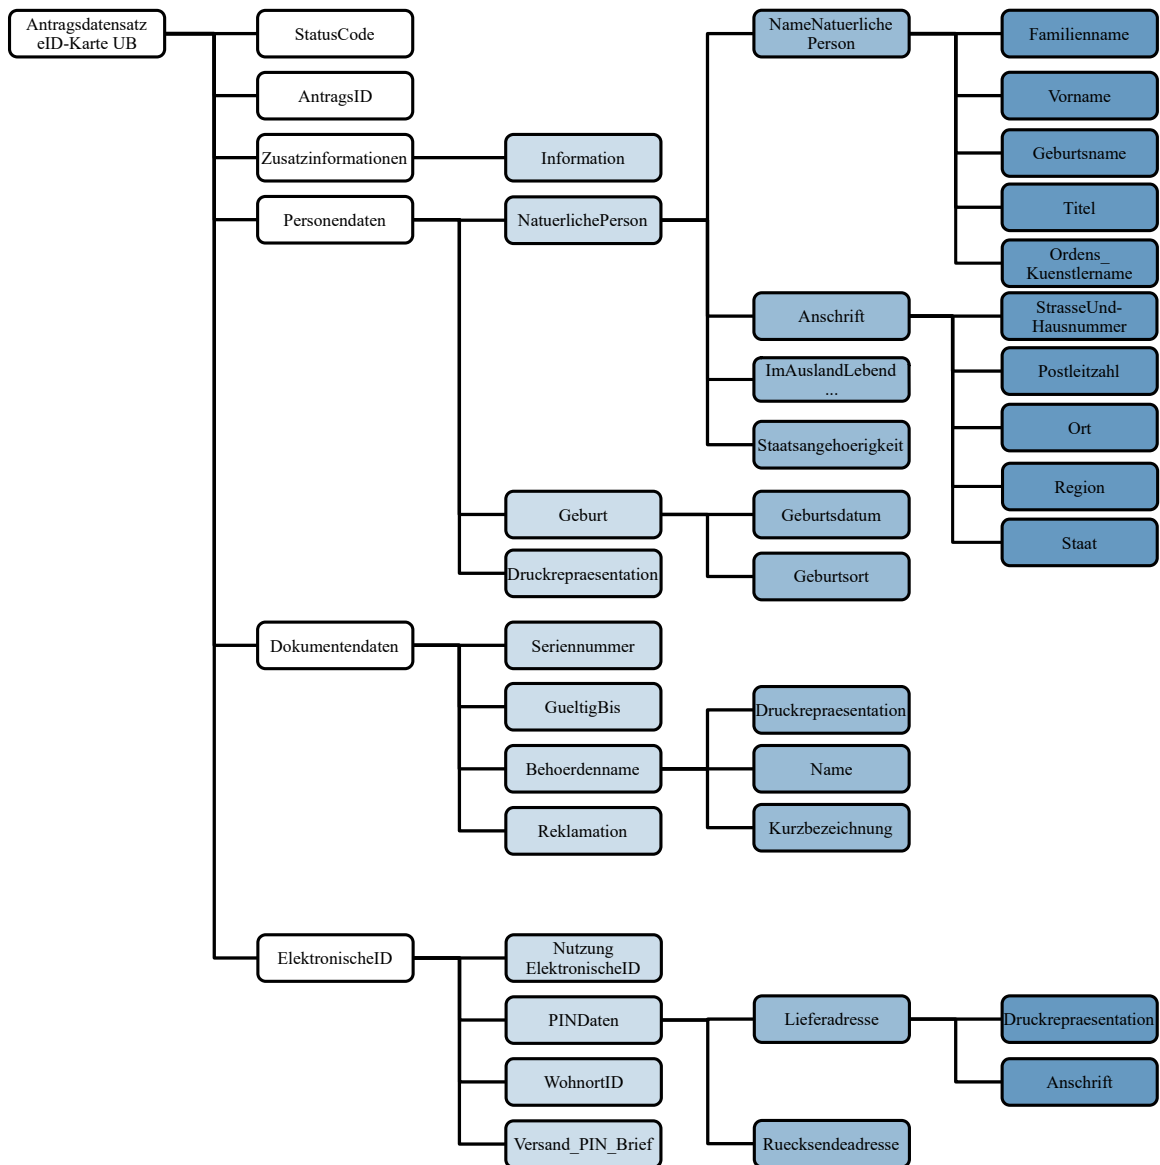 Antragsdatensatz
eID-Karte UB
StatusCode
AntragsID
Zusatzinformationen
Information
Personendaten
NatuerlichePerson
NameNatuerliche
Person
Familienname
Vorname
Geburtsname
Titel
Ordens_
Kuenstlername
Anschrift
StrasseUnd-
Hausnummer
Postleitzahl
Ort
Region
Staat
ImAuslandLebend
...
Staatsangehoerigkeit
Geburt
Geburtsdatum
Geburtsort
Druckrepraesentation
Dokumentendaten
Seriennummer
GueltigBis
Behoerdenname
Druckrepraesentation
Name
Kurzbezeichnung
Reklamation
ElektronischeID
Nutzung
ElektronischeID
PINDaten
Lieferadresse
Druckrepraesentation
Anschrift
Ruecksendeadresse
WohnortID
Versand_PIN_Brief